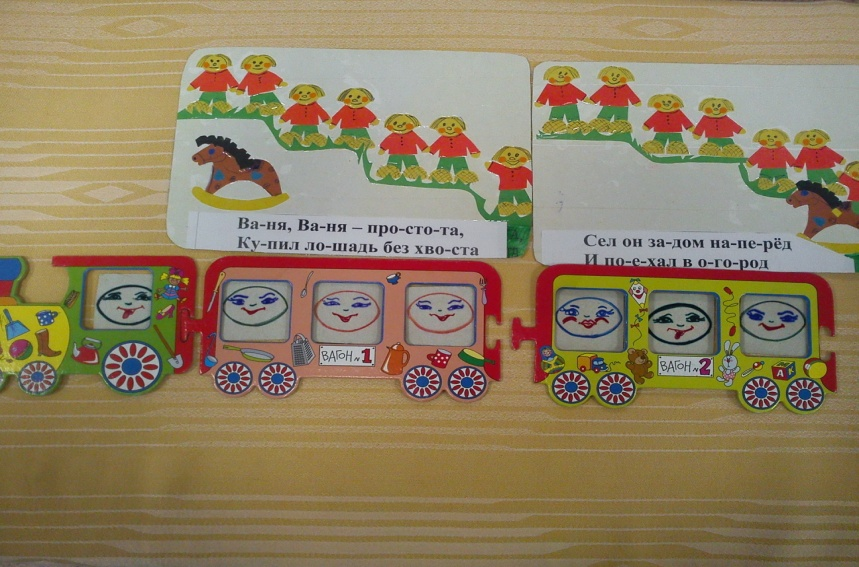 Ва-ня, Ва-ня – про-сто-та,
Ку-пил ло-шадь без хво-ста
Сел он за-дом на-пе-рёд
И по-е-хал в о-го-род
ВАГОН №1
ВАГОН №2
А